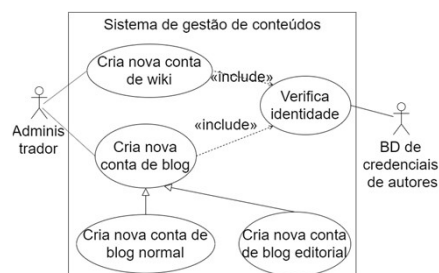 Sistema de gestão de conteúdos
Cria nova conta
de wiki
«include»
Verifica
identidade
Adminis
trador
«include»
Cria nova
conta de blog
BD de
credenciais
de autores
Cria nova conta de
blog normal
Cria nova conta
de blog editorial